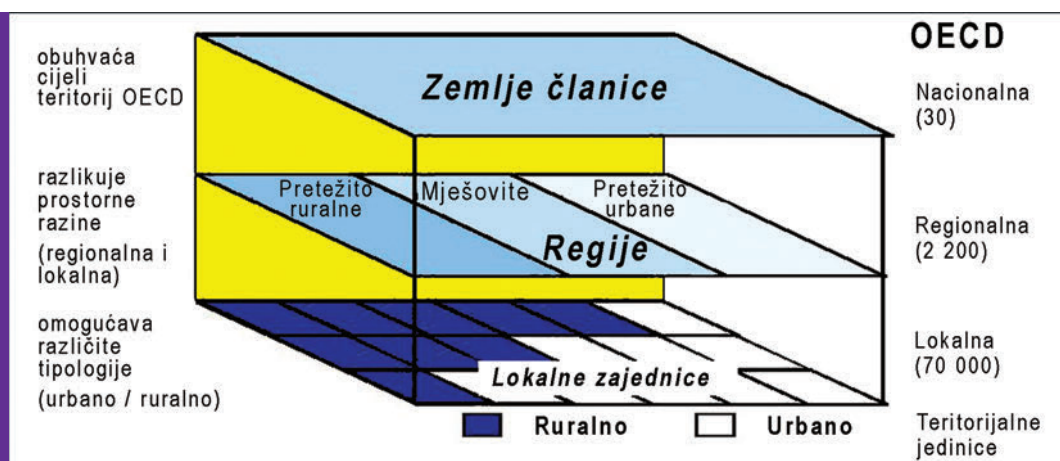 obuhvaća
cijeli
teritorij OECD
razlikuje
prostorne
razine
(regionalna i
lokalna)
omogućava
različite
tipologije
(urbano / ruralno)
Zemlje članice
Pretežito
ruralne
Mješovite
Pretežito
urbane
Regije
Lokalne zajednice
Ruralno
Urbano
OECD
Nacionalna
(30)
Regionalna
(2 200)
Lokalna
(70 000)
Teritorijalne
jedinice